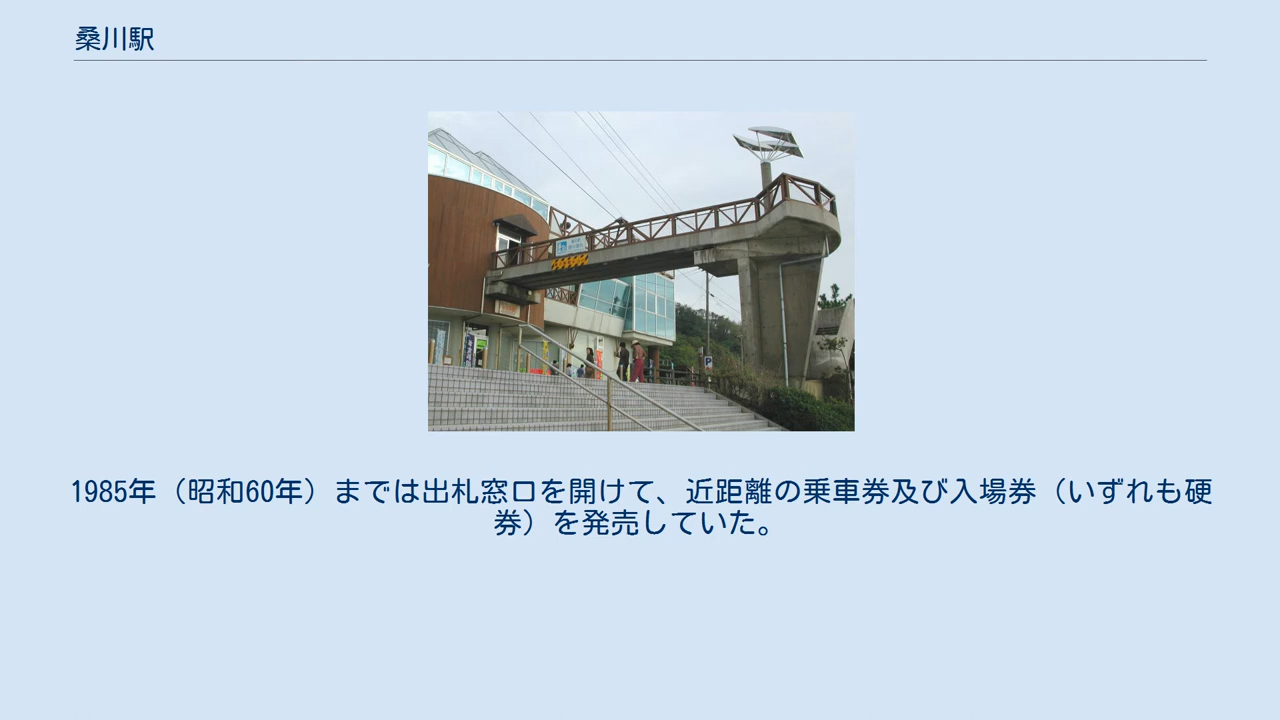 桑川駅
P
1985年（昭和60年）までは出札窓口を開けて、近距離の乗車券及び入場券（いずれも硬
券）を発売していた。